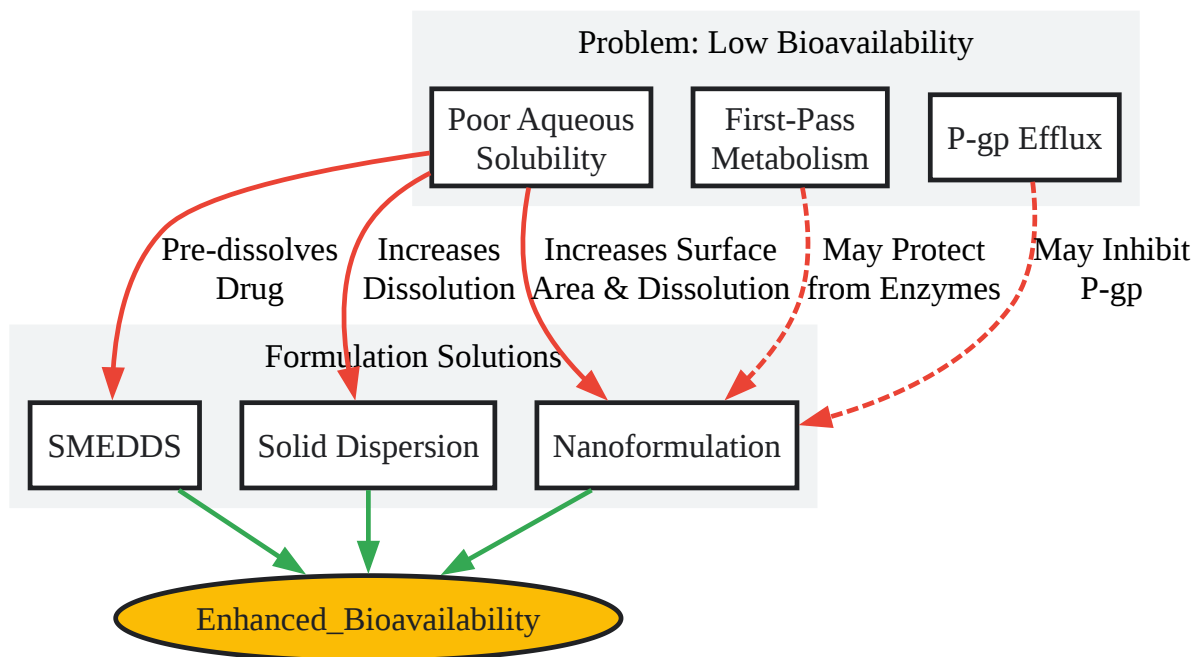 Problem: Low Bioavailability
Poor Aqueous
Solubility
First-Pass
Metabolism
P-gp Efflux
Pre-dissolves
Drug
Increases
Dissolution
Increases Surface
Area & Dissolution
May Protect
from Enzymes
May Inhibit
P-gp
Formulation Solutions
SMEDDS
Solid Dispersion
Nanoformulation
Enhanced_Bioavailability